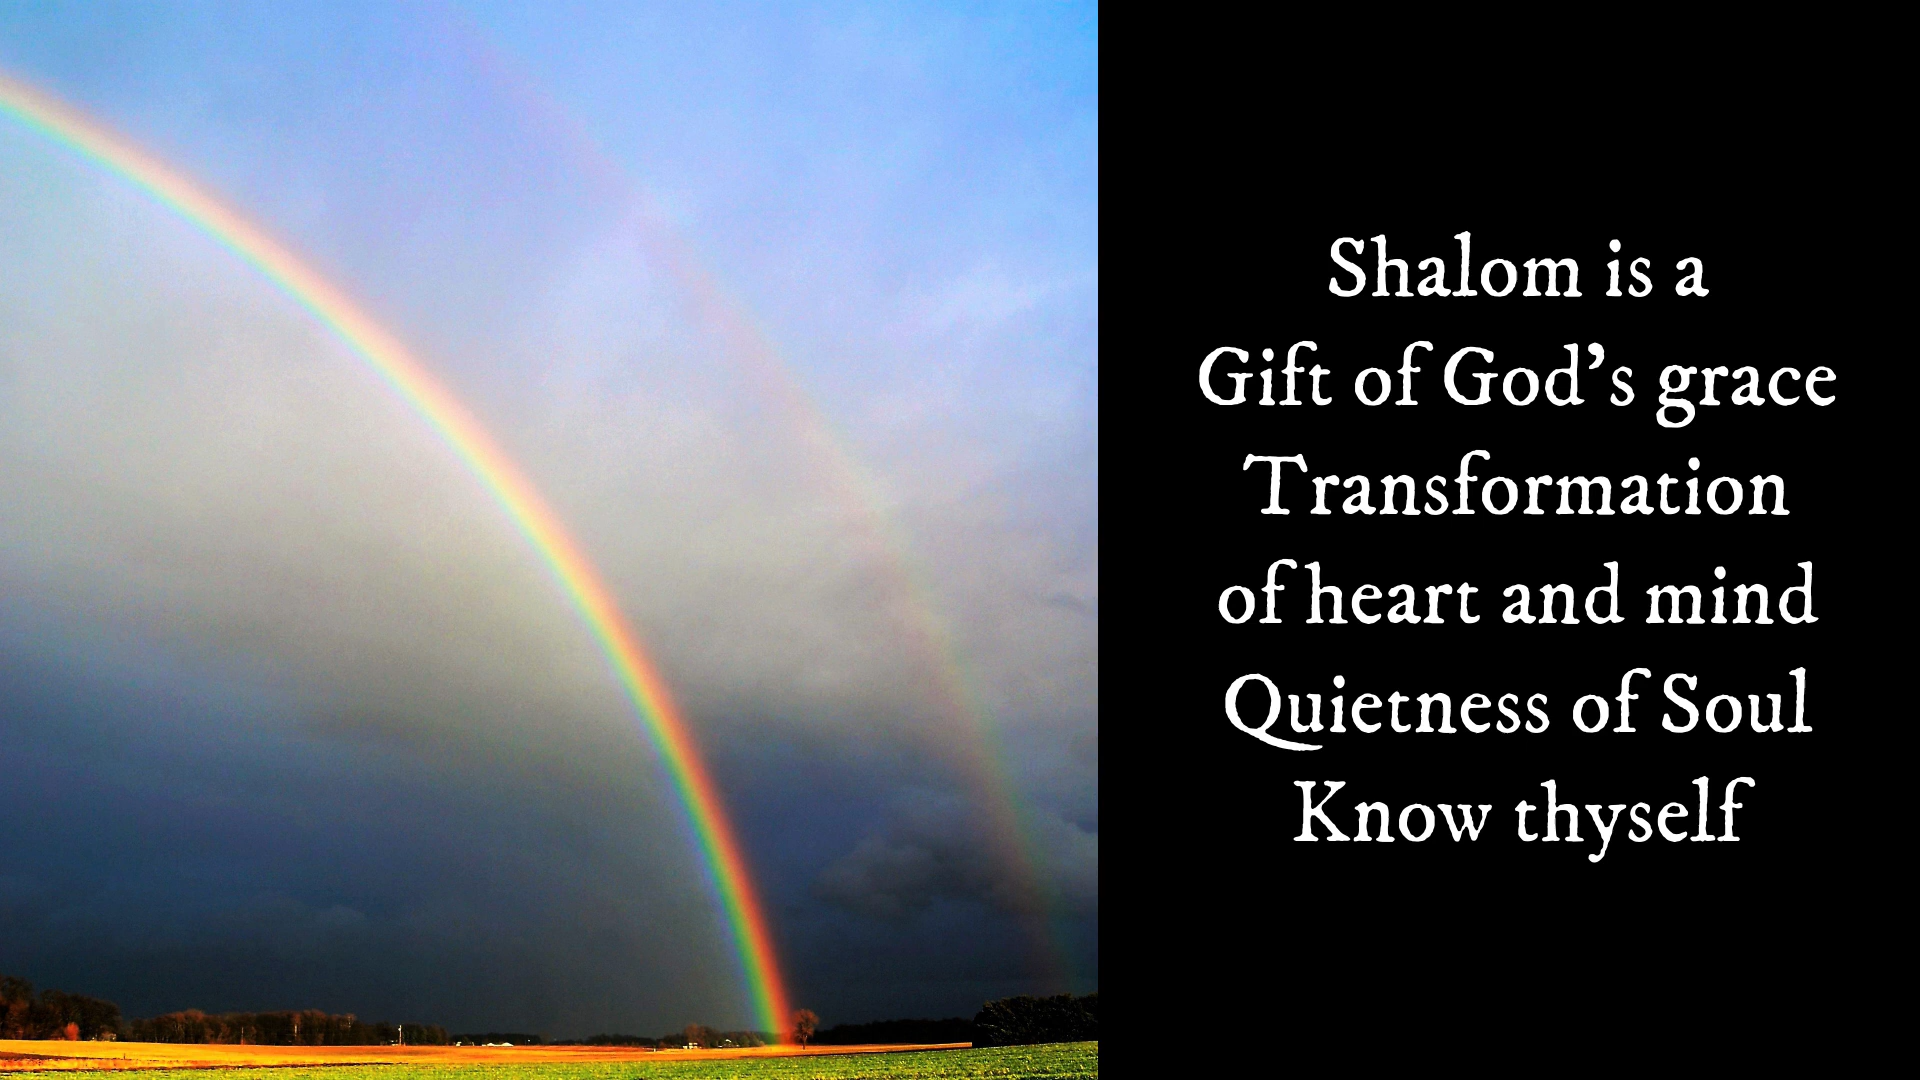 Shalom is a
Gift of God's grace
Transformation
of heart and mind
Quietness of Soul
Know thyself